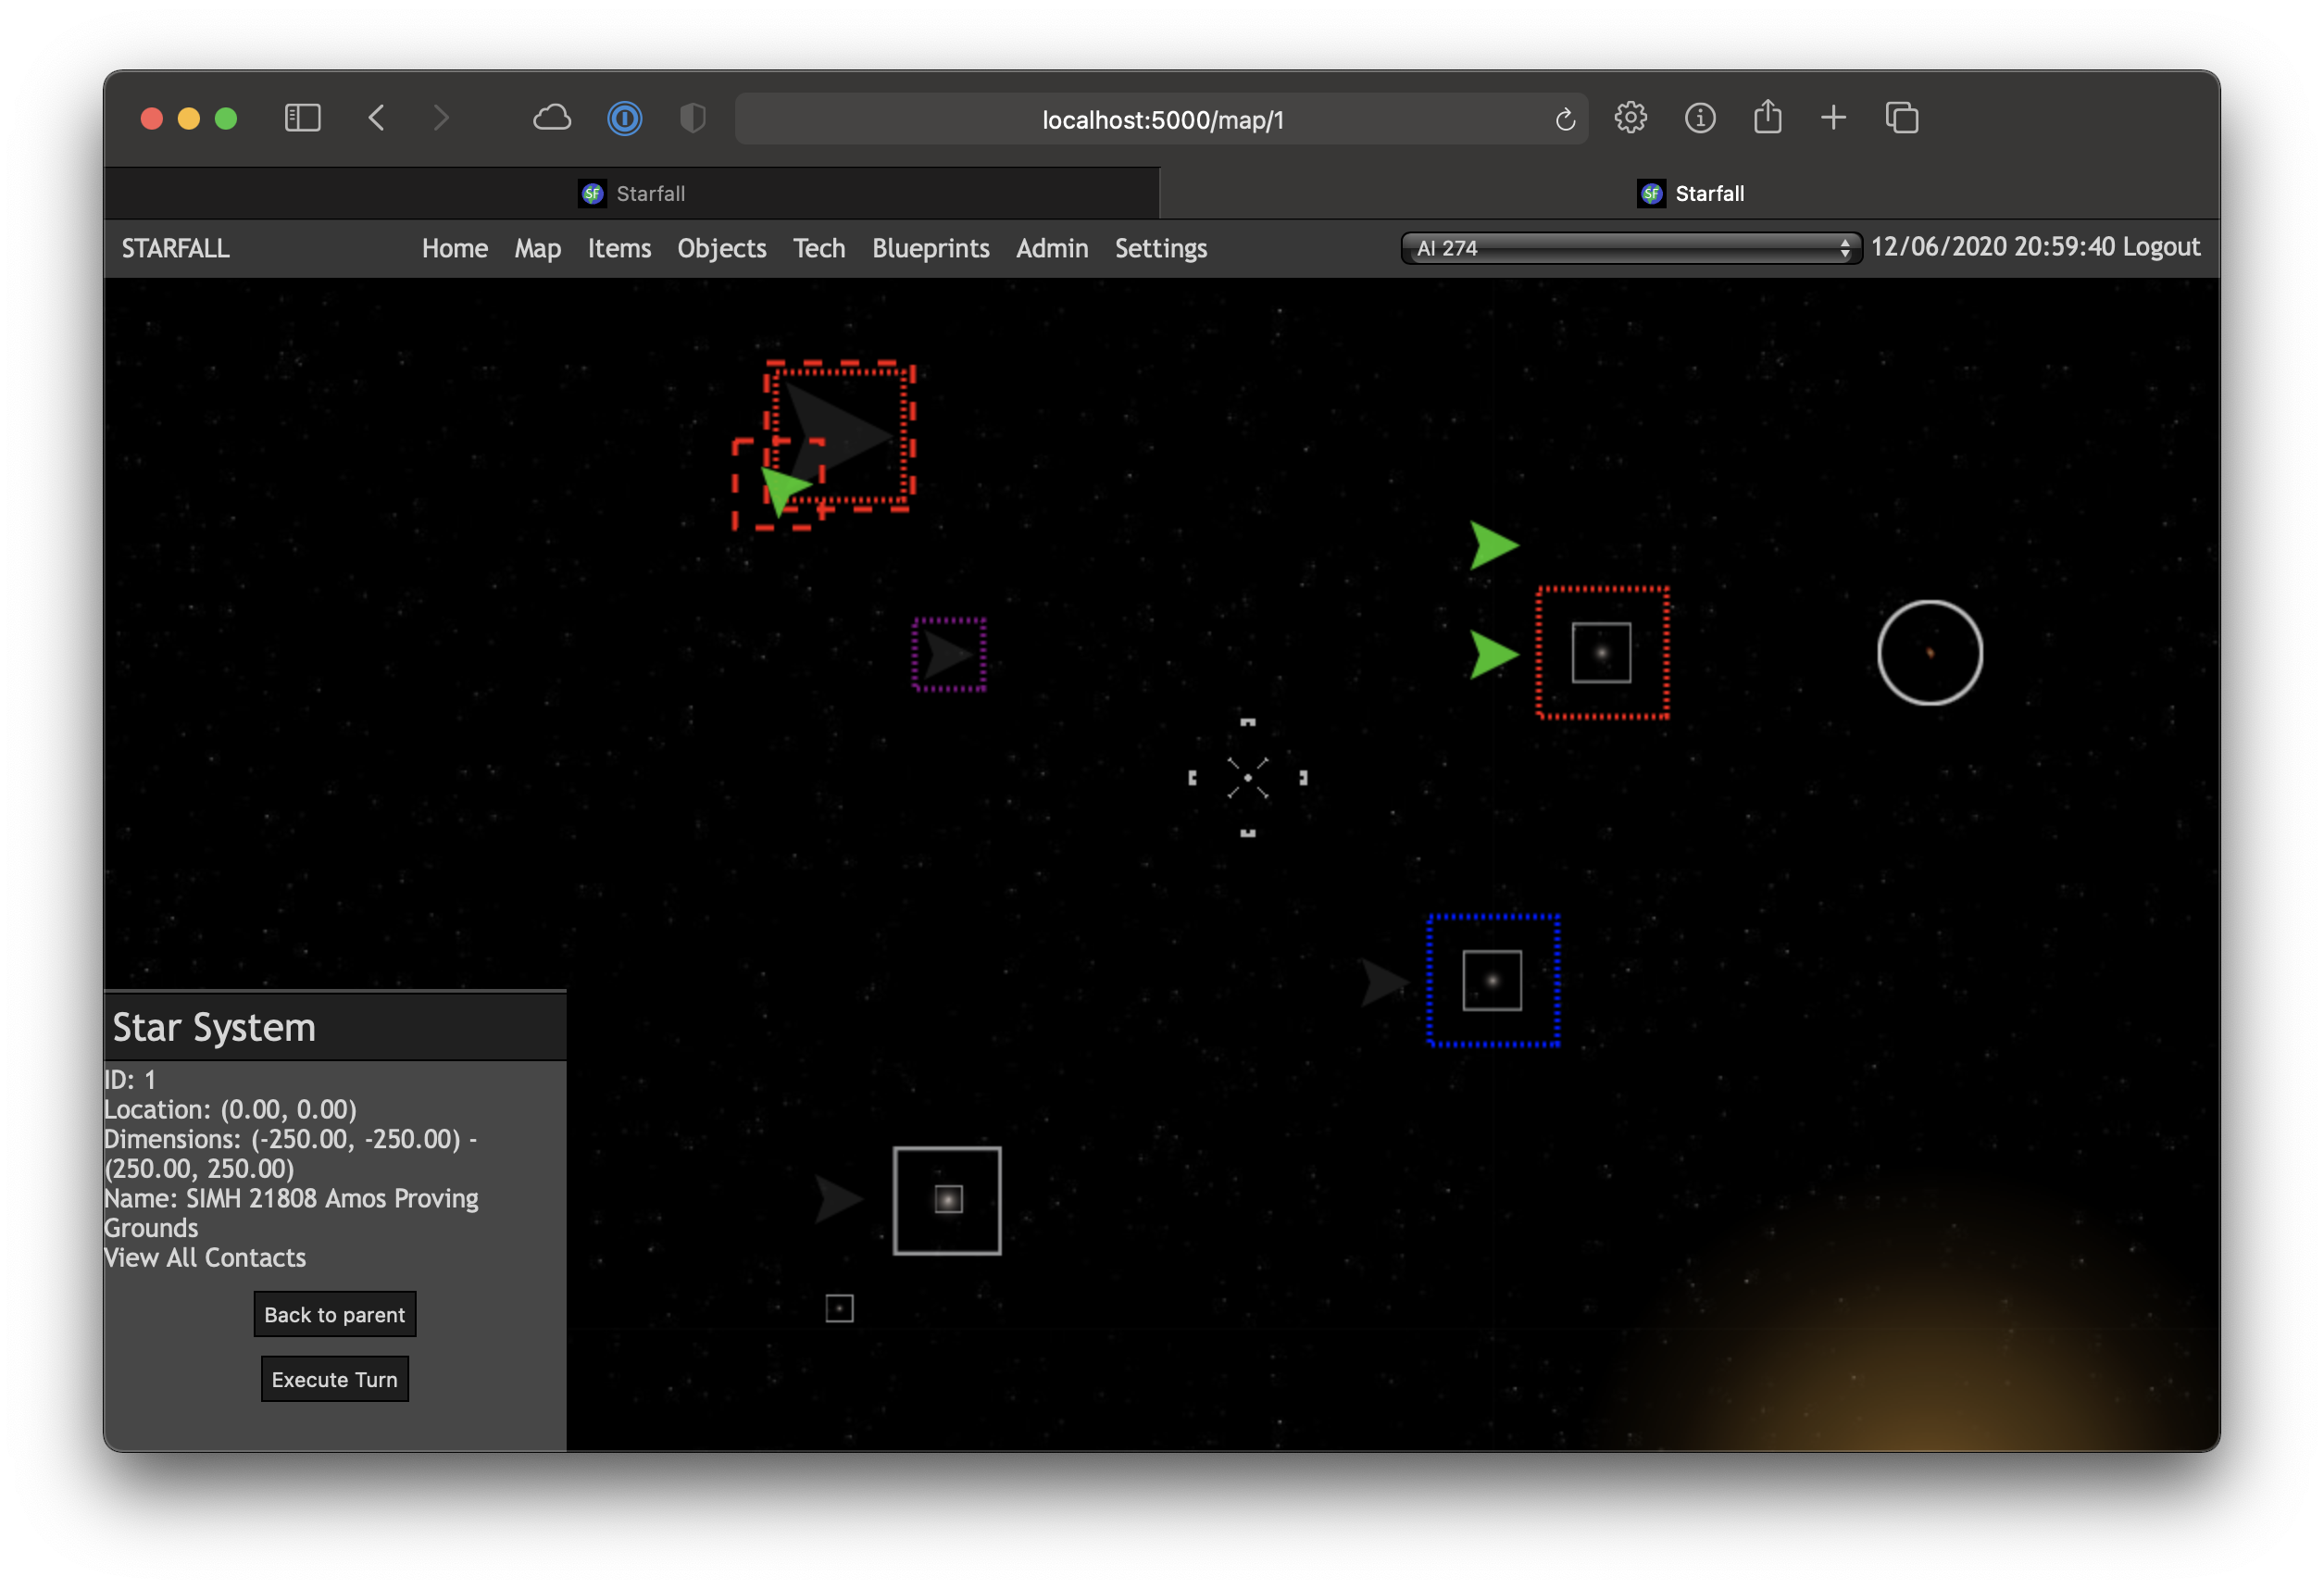 localhost:5000/map/1
SF Starfall
SF Starfall
STARFALL Home Map Items Objects Tech Blueprints Admin Settings AI 274 12/06/2020 20:59:40 Logout
Star System
ID: 1
Location: (0.00, 0.00)
Dimensions: (-250.00, -250.00) -
(250.00, 250.00)
Name: SIMH 21808 Amos Proving
Grounds
View All Contacts
Back to parent
Execute Turn